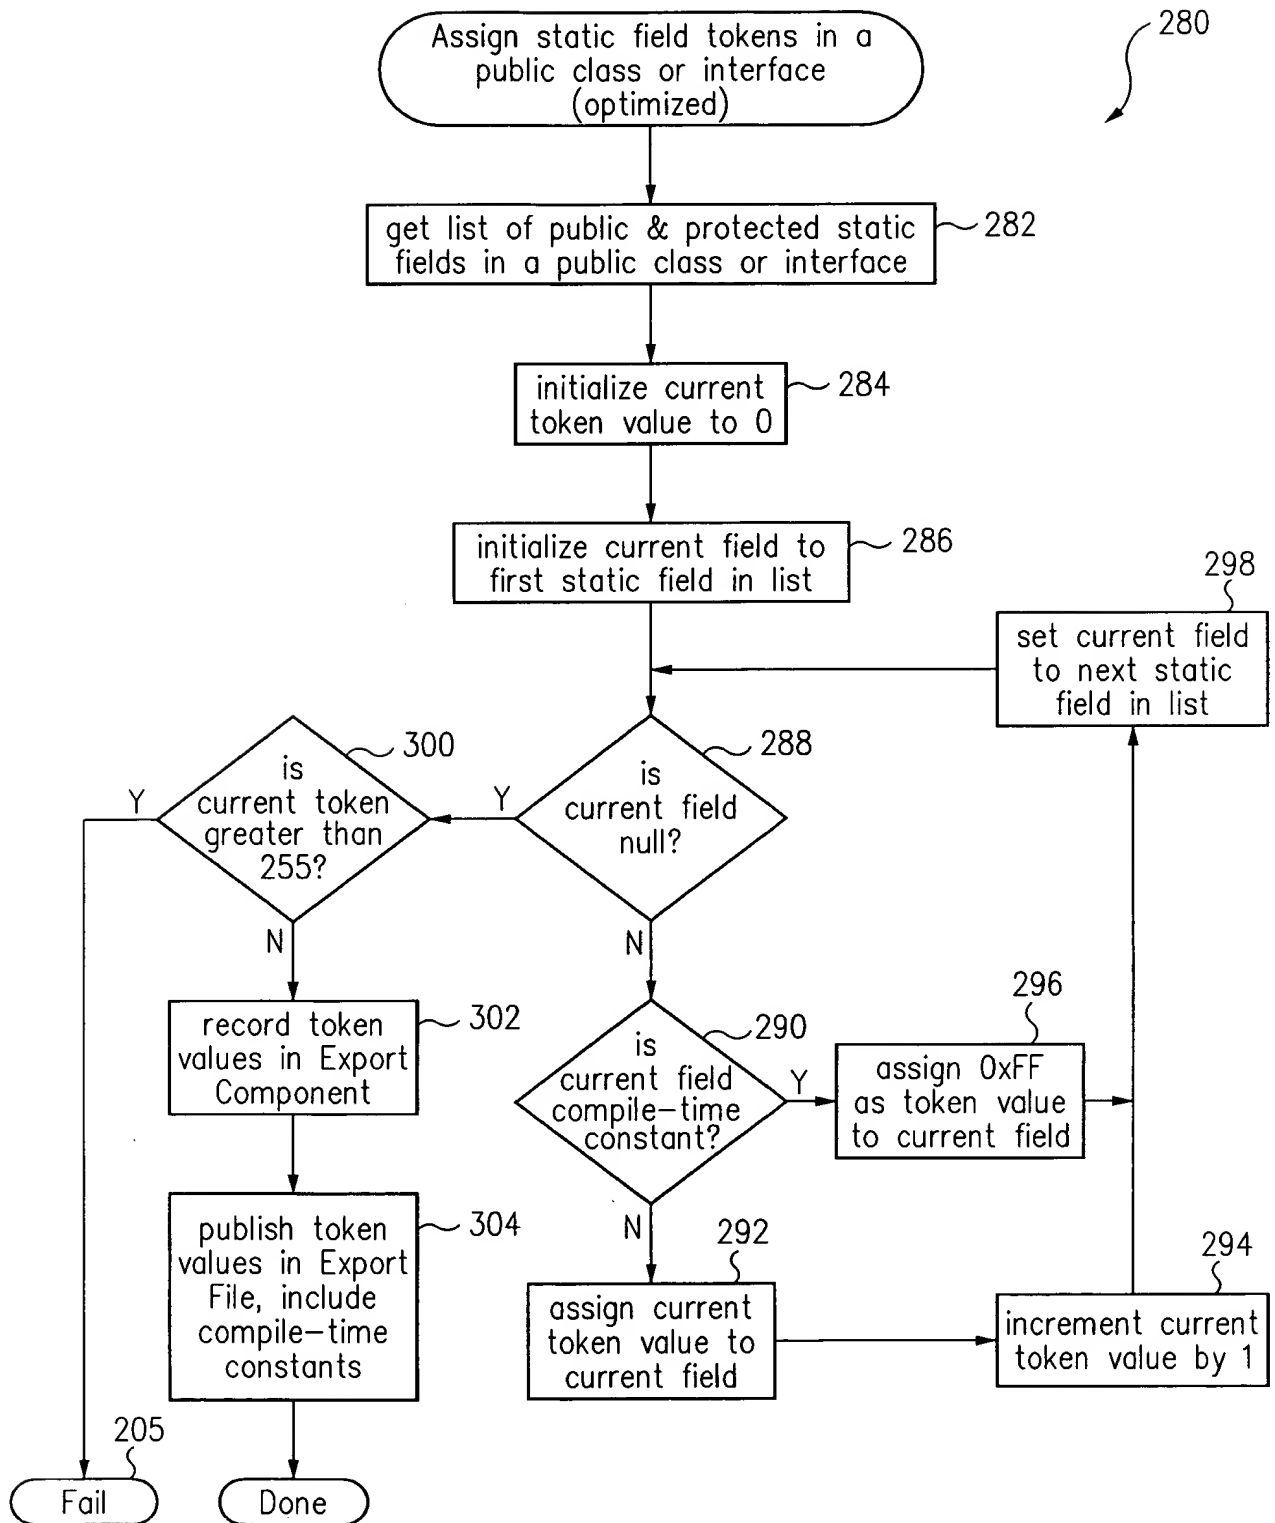 Assign static field tokens in a
public class or interface
(optimized)
280
get list of public & protected static
fields in a public class or interface
282
initialize current
token value to 0
284
initialize current field to
first static field in list
286
298
set current field
to next static
field in list
300
is
current token
greater than
255?
Y
N
288
is
current field
null?
Y
N
302
record token
values in Export
Component
290
is
current field
compile-time
constant?
Y
N
296
assign 0xFF
as token value
to current field
304
publish token
values in Export
File, include
compile-time
constants
292
assign current
token value to
current field
294
increment current
token value by 1
205
Fail
Done